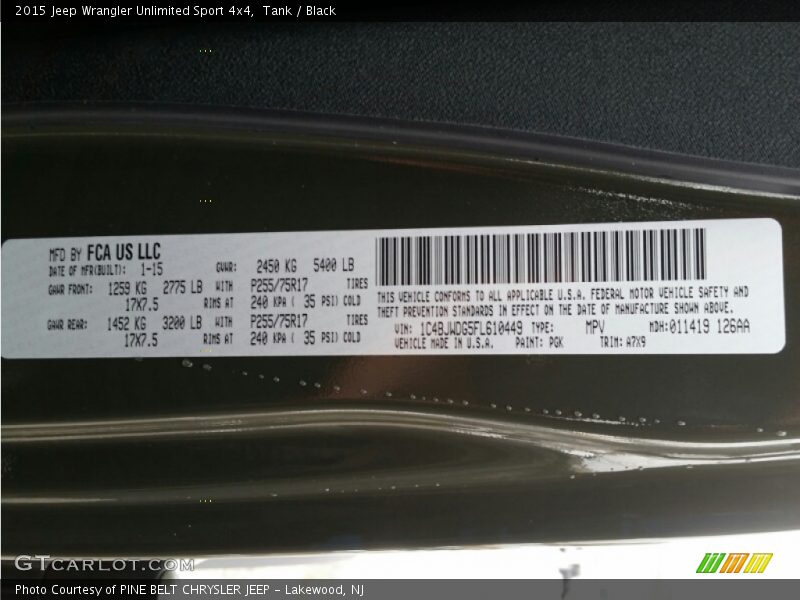 2015 Jeep Wrangler Unlimited Sport 4x4,  Tank / Black
MFD BY FCA US LLC
DATE OF MFR(BUILT): 1-15 GVWR: 2450 KG 5400 LB
GAWR FRONT: 1259 KG 2775 LB WITH P255/75R17 TIRES
17X7.5 RIMS AT 240 KPA ( 35 PSI) COLD
GAWR REAR: 1452 KG 3200 LB WITH P255/75R17 TIRES
17X7.5 RIMS AT 240 KPA ( 35 PSI) COLD
THIS VEHICLE CONFORMS TO ALL APPLICABLE U.S.A. FEDERAL MOTOR VEHICLE SAFETY AND
THEFT PREVENTION STANDARDS IN EFFECT ON THE DATE OF MANUFACTURE SHOWN ABOVE.
VIN: 1C4BJWDG5FL610449 TYPE: MPV MDH:011419 126AA
VEHICLE MADE IN U.S.A. PAINT: PGK TRIM: A7X9
GTCARLOT.COM
Photo Courtesy of PINE BELT CHRYSLER JEEP - Lakewood, NJ